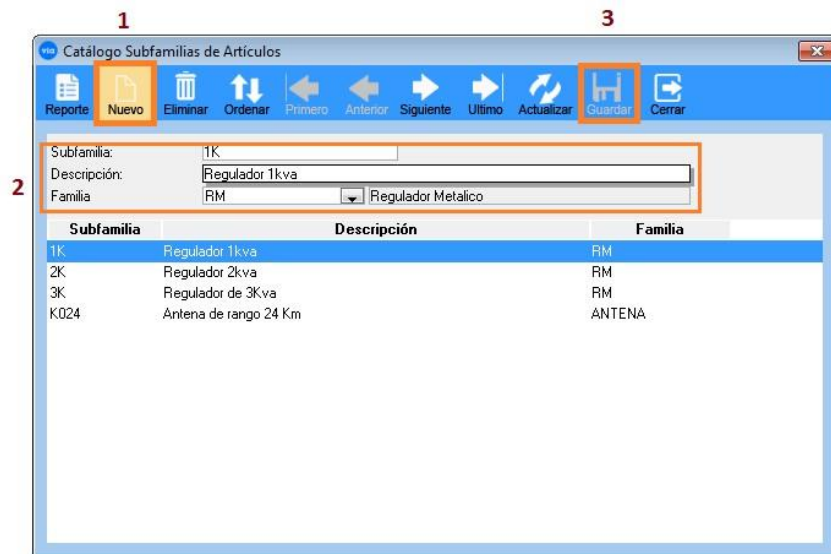 1
3
via Catálogo Subfamilias de Artículos
Reporte Nuevo Eliminar Ordenar Primero Anterior Siguiente Ultimo Actualizar Guardar Cerrar
2
Subfamilia: 1K
Descripción: Regulador 1kva
Familia RM Regulador Metalico
Subfamilia Descripción Familia
1K Regulador 1kva RM
2K Regulador 2kva RM
3K Regulador de 3Kva RM
K024 Antena de rango 24 Km ANTENA